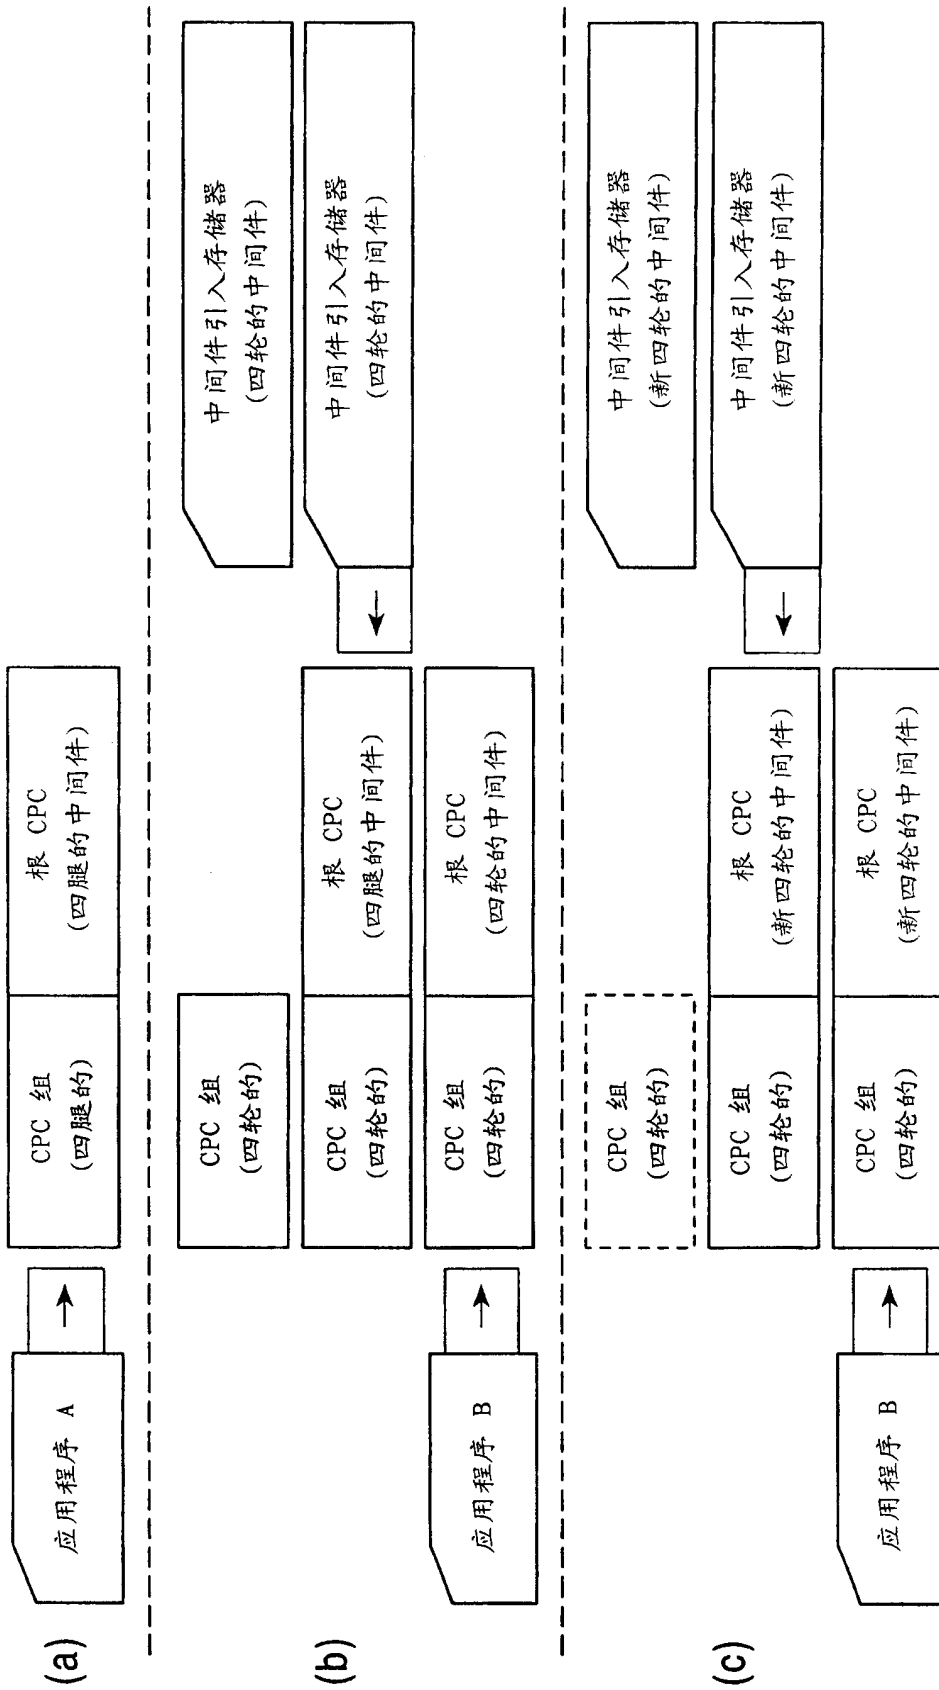 (a)
应用程序 A
CPC 组
(四腿的)
根 CPC
(四腿的中间件)
(b)
CPC 组
(四轮的)
中间件引入存储器
(四轮的中间件)
CPC 组
(四轮的)
根 CPC
(四腿的中间件)
中间件引入存储器
(四轮的中间件)
应用程序 B
CPC 组
(四轮的)
根 CPC
(四轮的中间件)
(c)
CPC 组
(四轮的)
中间件引入存储器
(新四轮的中间件)
CPC 组
(四轮的)
根 CPC
(新四轮的中间件)
中间件引入存储器
(新四轮的中间件)
应用程序 B
CPC 组
(四轮的)
根 CPC
(新四轮的中间件)